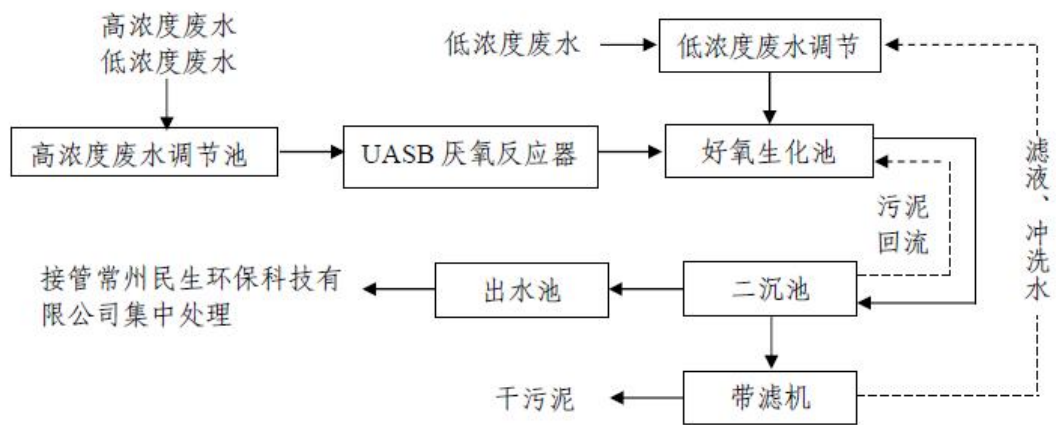 高浓度废水
低浓度废水
低浓度废水
低浓度废水调节
高浓度废水调节池
UASB 厌氧反应器
好氧生化池
滤液、冲洗水
污泥
回流
接管常州民生环保科技有
限公司集中处理
出水池
二沉池
干污泥
带滤机